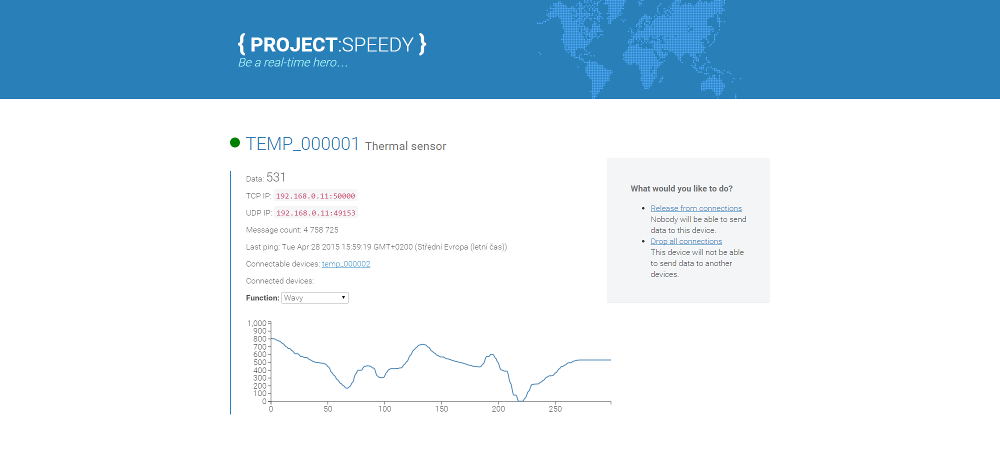 { PROJECT:SPEEDY }
Be a real-time hero...
TEMP_000001 Thermal sensor
Data: 531
TCP IP: 192.168.0.11:50000
UDP IP: 192.168.0.11:49153
Message count: 4 758 725
Last ping: Tue Apr 28 2015 15:59:19 GMT+0200 (Střední Evropa (letní čas))
Connectable devices: temp_000002
Connected devices:
Function: Wavy
What would you like to do?
Release from connections
Nobody will be able to send
data to this device.
Drop all connections
This device will not be able
to send data to another
devices.
1,000
900
800
700
600
500
400
300
200
100
0
0 50 100 150 200 250